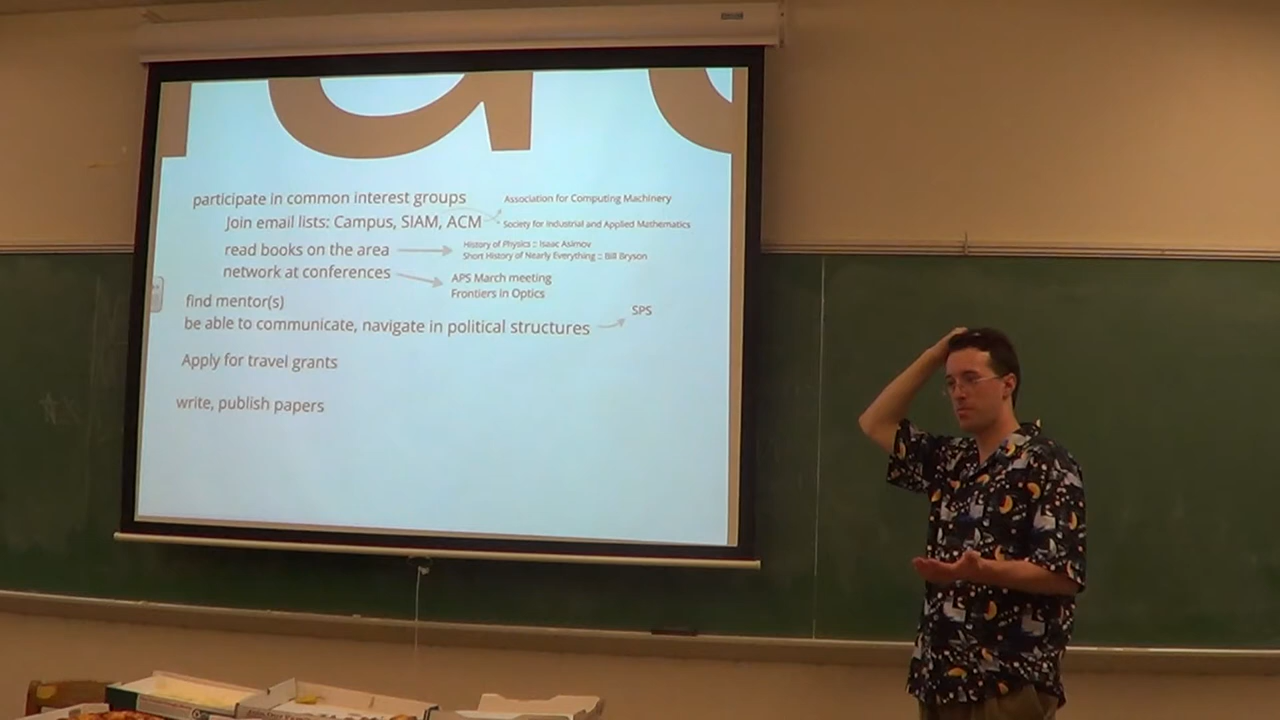 participate in common interest groups
Association for Computing Machinery
Join email lists: Campus, SIAM, ACM
Society for Industrial and Applied Mathematics
read books on the area
History of Physics :: Isaac Asimov
Short History of Nearly Everything :: Bill Bryson
network at conferences
APS March meeting
Frontiers in Optics
find mentor(s)
SPS
be able to communicate, navigate in political structures
Apply for travel grants
write, publish papers